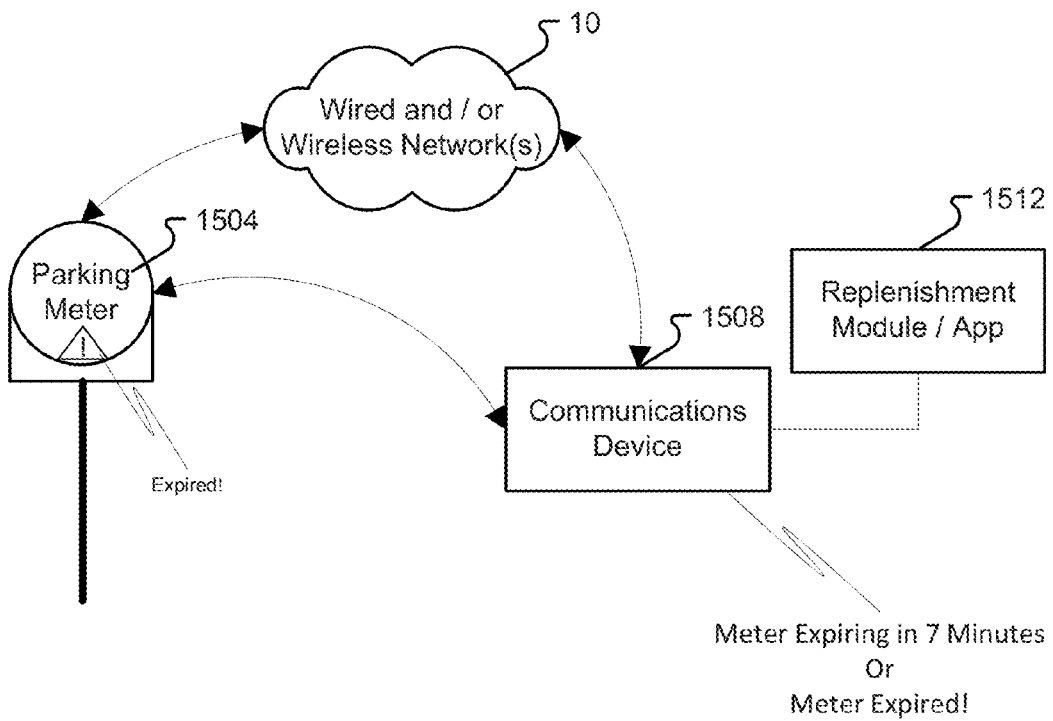 10
Wired and / or
Wireless Network(s)
1504
Parking
Meter
!
Expired!
1512
Replenishment
Module / App
1508
Communications
Device
Meter Expiring in 7 Minutes
Or
Meter Expired!